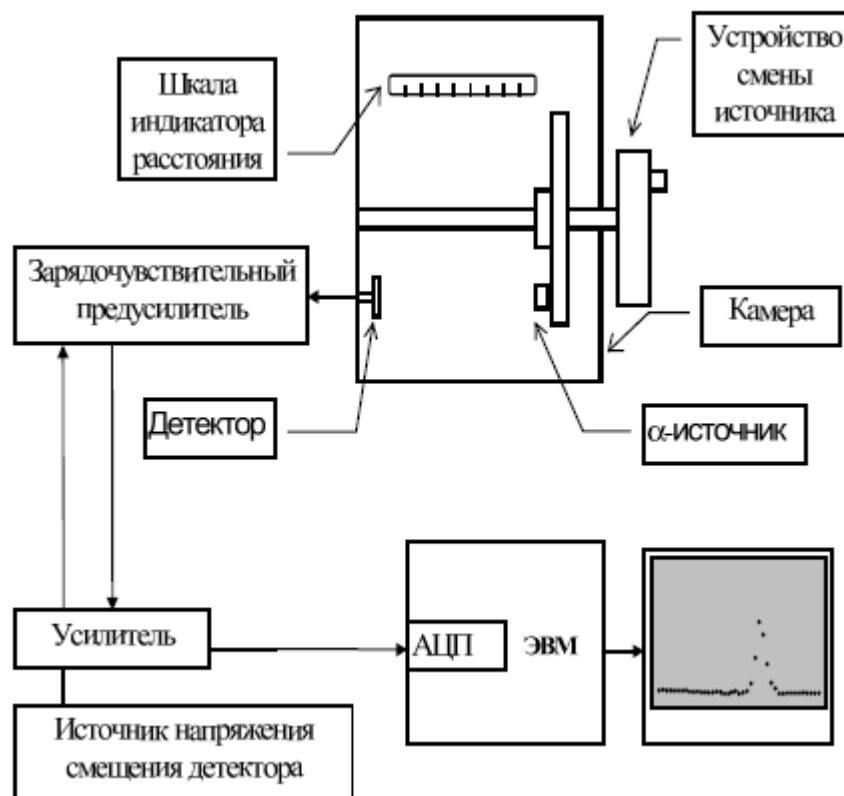 Шкала
индикатора
расстояния
Устройство
смены
источника
Зарядочувствительный
предусилитель
Камера
Детектор
α-источник
Усилитель
АЦП
ЭВМ
Источник напряжения
смещения детектора